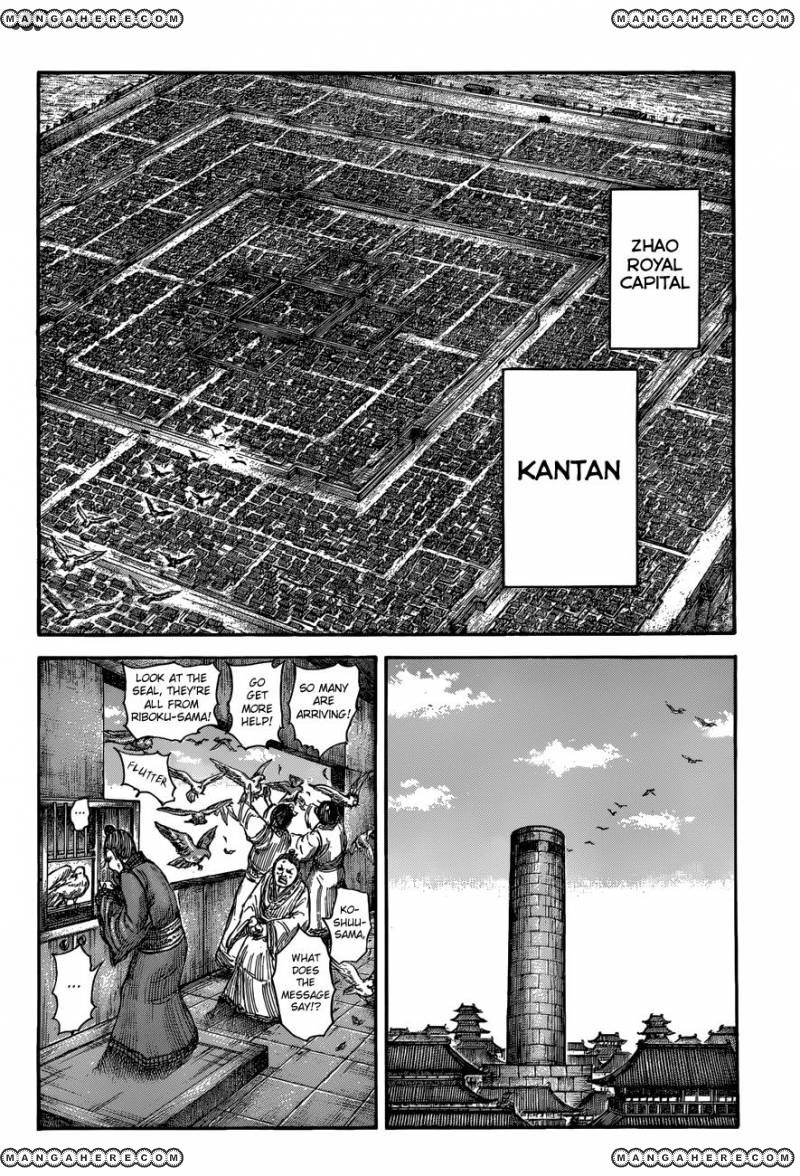 MANGAHERE.COM
MANGAHERE.COM
ZHAO
ROYAL
CAPITAL
KANTAN
SO MANY
ARE
ARRIVING!
GO
GET
MORE
HELP!
LOOK AT THE
SEAL, THEY'RE
ALL FROM
RIBOKU-SAMA!
FLUTTER
...
KO-
SHUU-
SAMA,
WHAT
DOES
THE
MESSAGE
SAY!?
...
MANGAHERE.COM
MANGAHERE.COM